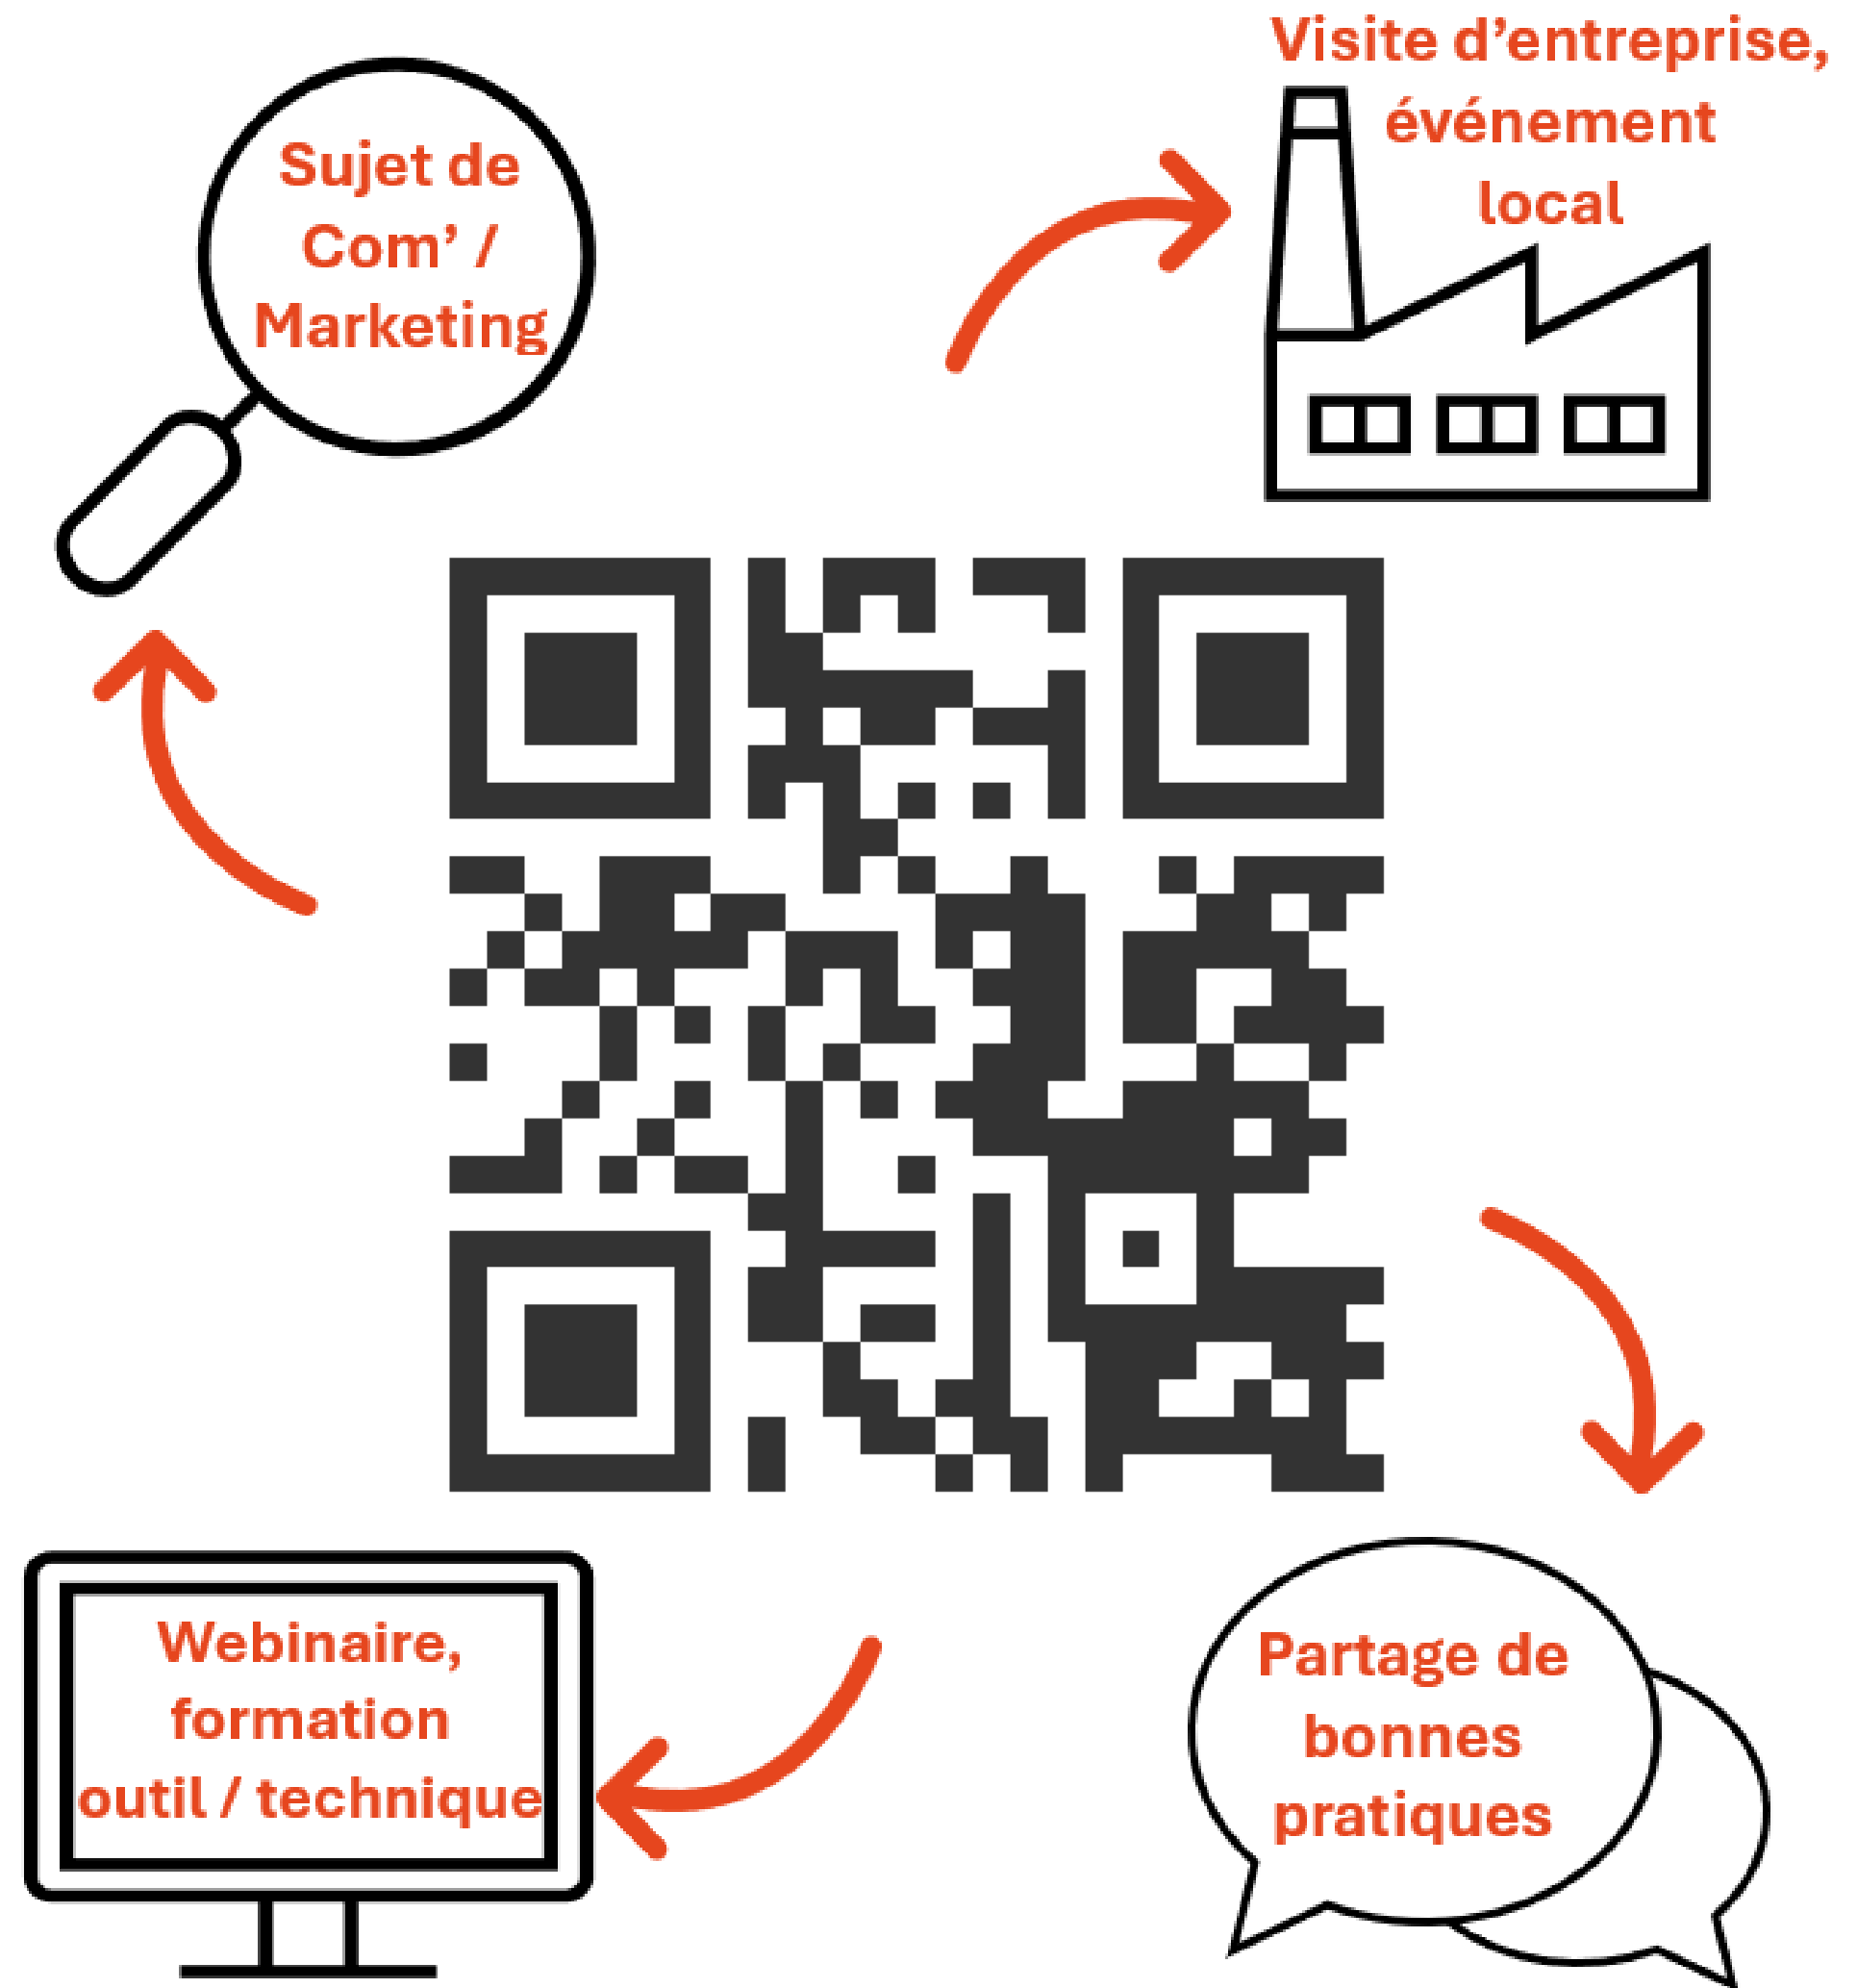 Sujet de
Com’ /
Marketing
Visite d’entreprise,
événement
local
Webinaire,
formation
outil / technique
Partage de
bonnes
pratiques